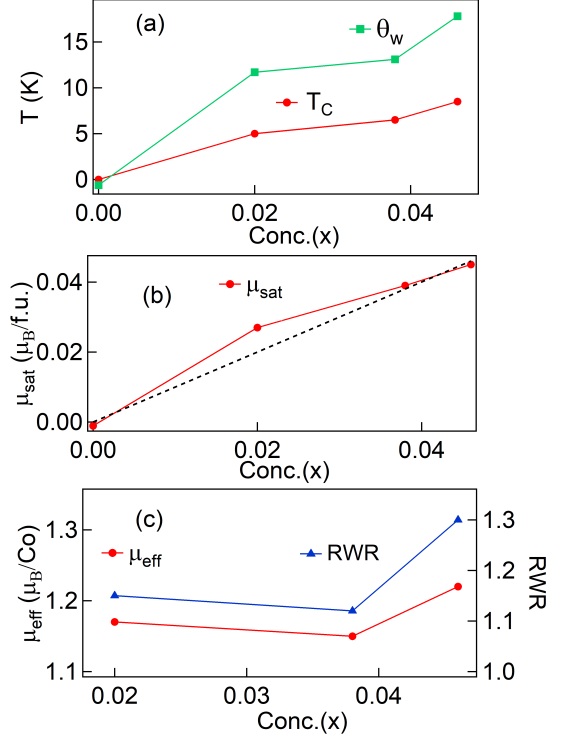 (a)
θw
TC
T (K)
15
10
5
0
0.00
0.02
0.04
Conc.(x)
(b)
μsat
μsat (μB/f.u.)
0.04
0.02
0.00
0.00
0.02
0.04
Conc.(x)
(c)
μeff
RWR
μeff (μB/Co)
1.3
1.2
1.1
1.3
1.2
1.1
1.0
RWR
0.02
0.03
0.04
Conc.(x)